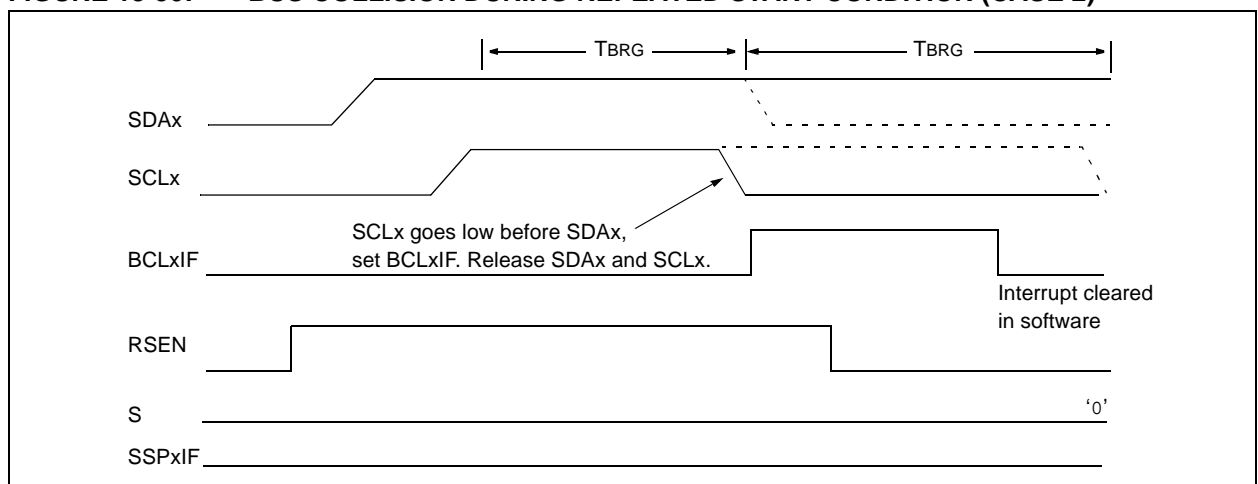 TBRG TBRG
SDAx
SCLx
SCLx goes low before SDAx,
set BCLxIF. Release SDAx and SCLx.
BCLxIF
Interrupt cleared
in software
RSEN
S
‘0’
SSPxIF